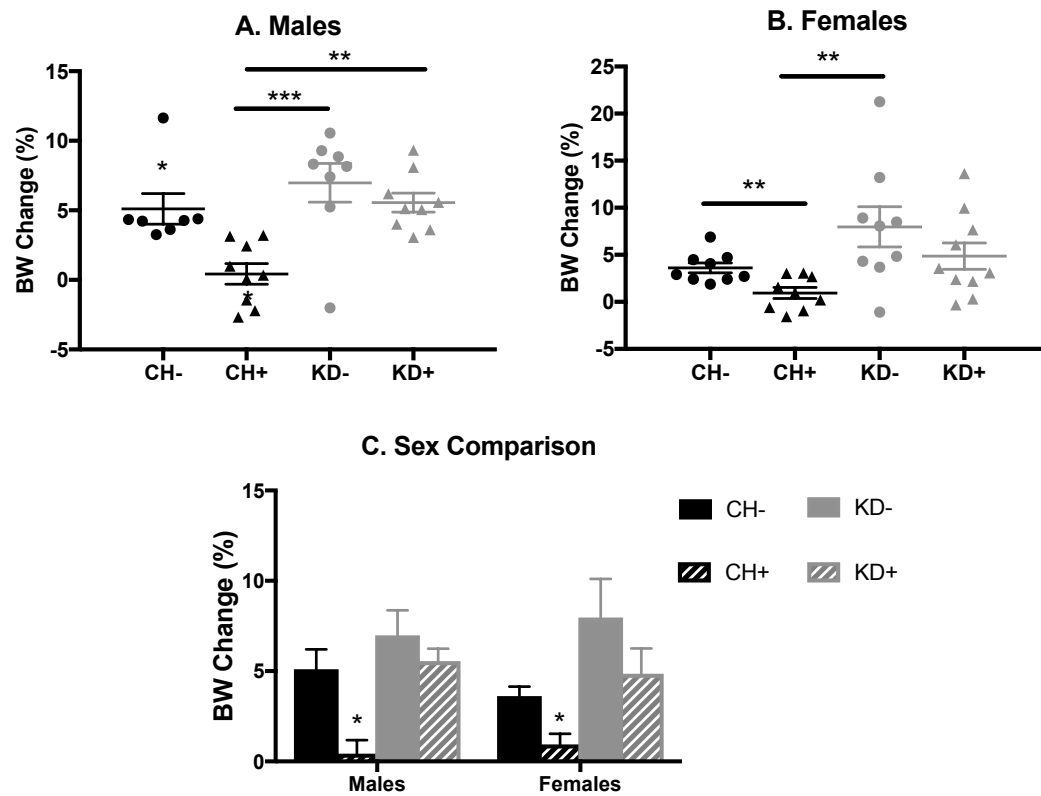 A. Males
**
***
*
*
15
10
5
0
-5
BW Change (%)
CH-
CH+
KD-
KD+
B. Females
**
**
25
20
15
10
5
0
-5
BW Change (%)
CH-
CH+
KD-
KD+
C. Sex Comparison
15
10
5
0
BW Change (%)
*
*
Males
Females
CH-
KD-
CH+
KD+